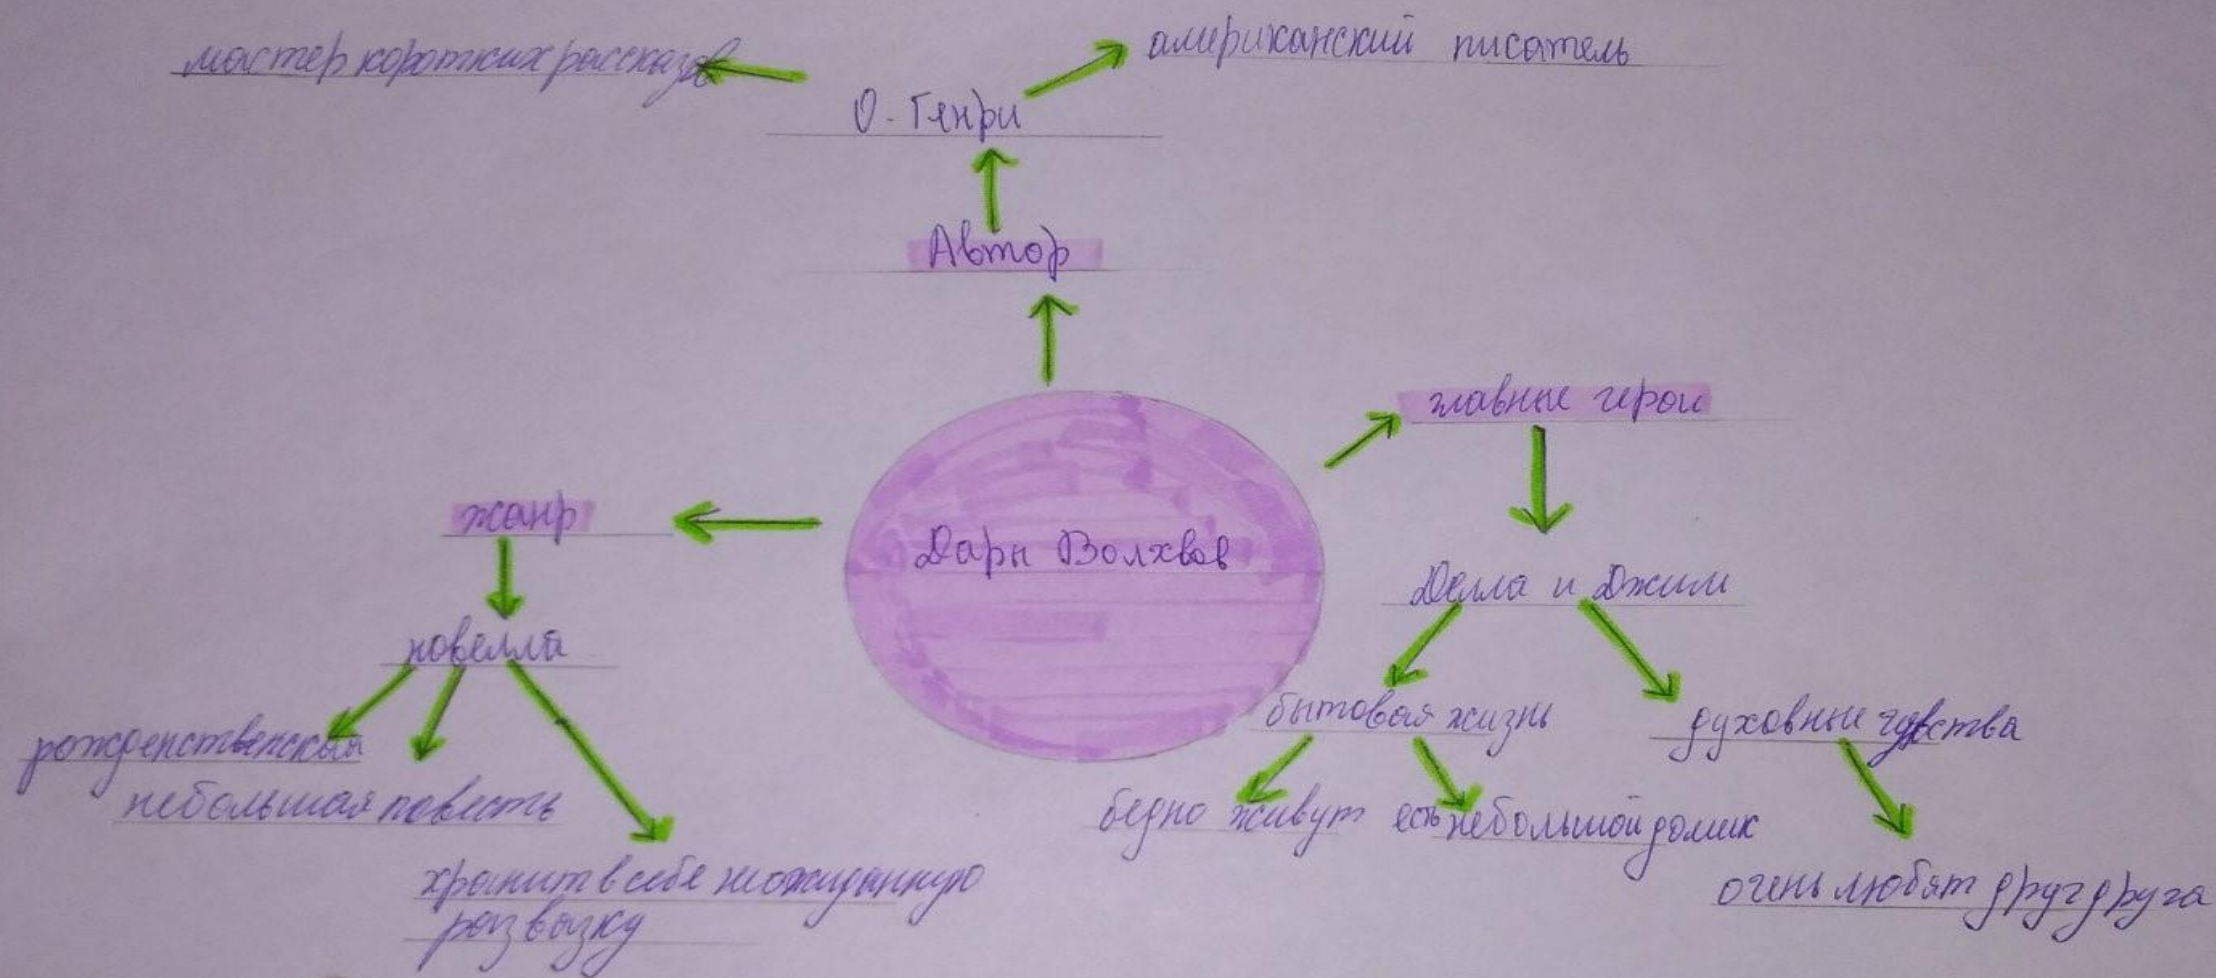 мастер коротких рассказов
американский писатель
О. Генри
Автор
главные герои
жанр
Дары Волхвов
Делла и Джим
новелла
бытовая жизнь
духовные чувства
рождественский
небольшая повесть
бедно живут
есть небольшой домик
хранит в себе неожиданную
развязку
очень любят друг друга